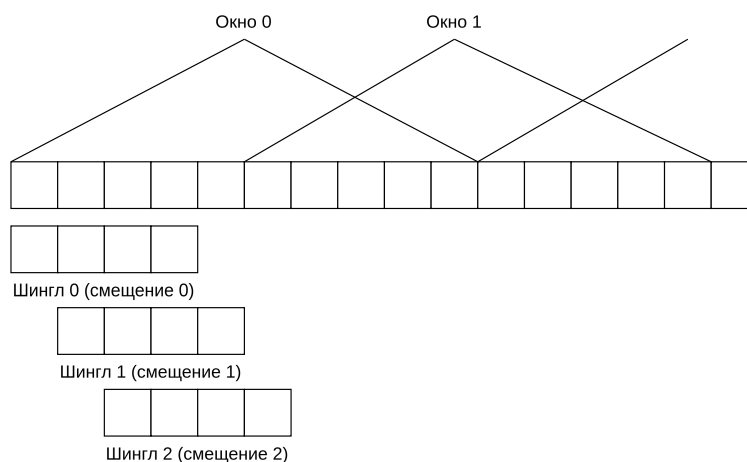 Окно 0
Окно 1
Шингл 0 (смещение 0)
Шингл 1 (смещение 1)
Шингл 2 (смещение 2)